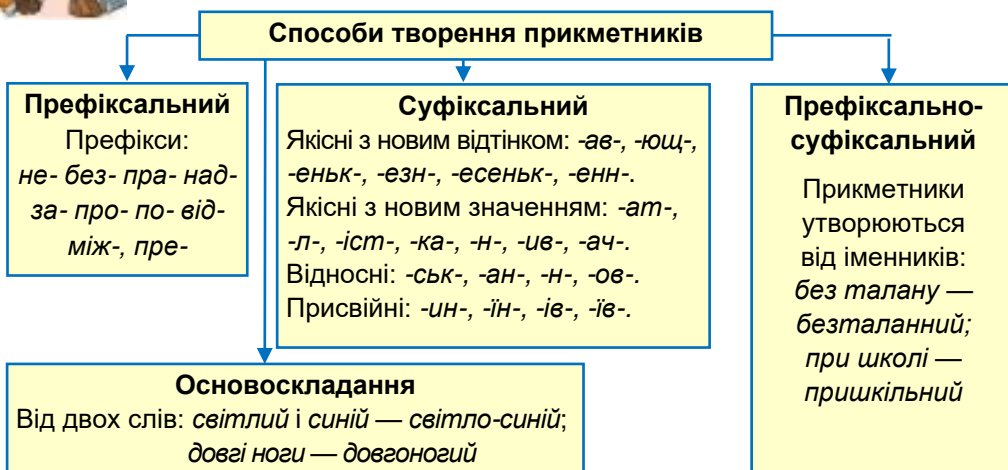 Способи творення прикметників
Префіксальний
Префікси:
не- без- пра- над-
за- про- по- від-
між-, пре-
Суфіксальний
Якісні з новим відтінком: -ав-, -ющ-,
-еньк-, -езн-, -есеньк-, -енн-.
Якісні з новим значенням: -ат-,
-л-, -іст-, -ка-, -н-, -ив-, -ач-.
Відносні: -ськ-, -ан-, -н-, -ов-.
Присвійні: -ин-, -їн-, -ів-, -їв-.
Префіксально-
суфіксальний
Прикметники
утворюються
від іменників:
без талану —
безталанний;
при школі —
пришкільний
Основоскладання
Від двох слів: світлий і синій — світло-синій;
довгі ноги — довгоногий